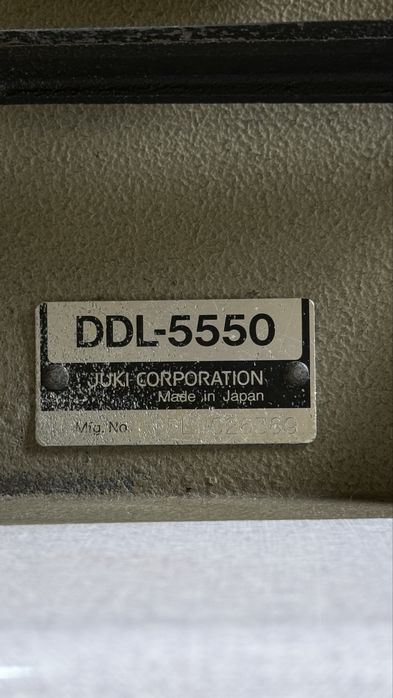 DDL-5550
JUKI CORPORATION
Made in Japan
Mfg. No.